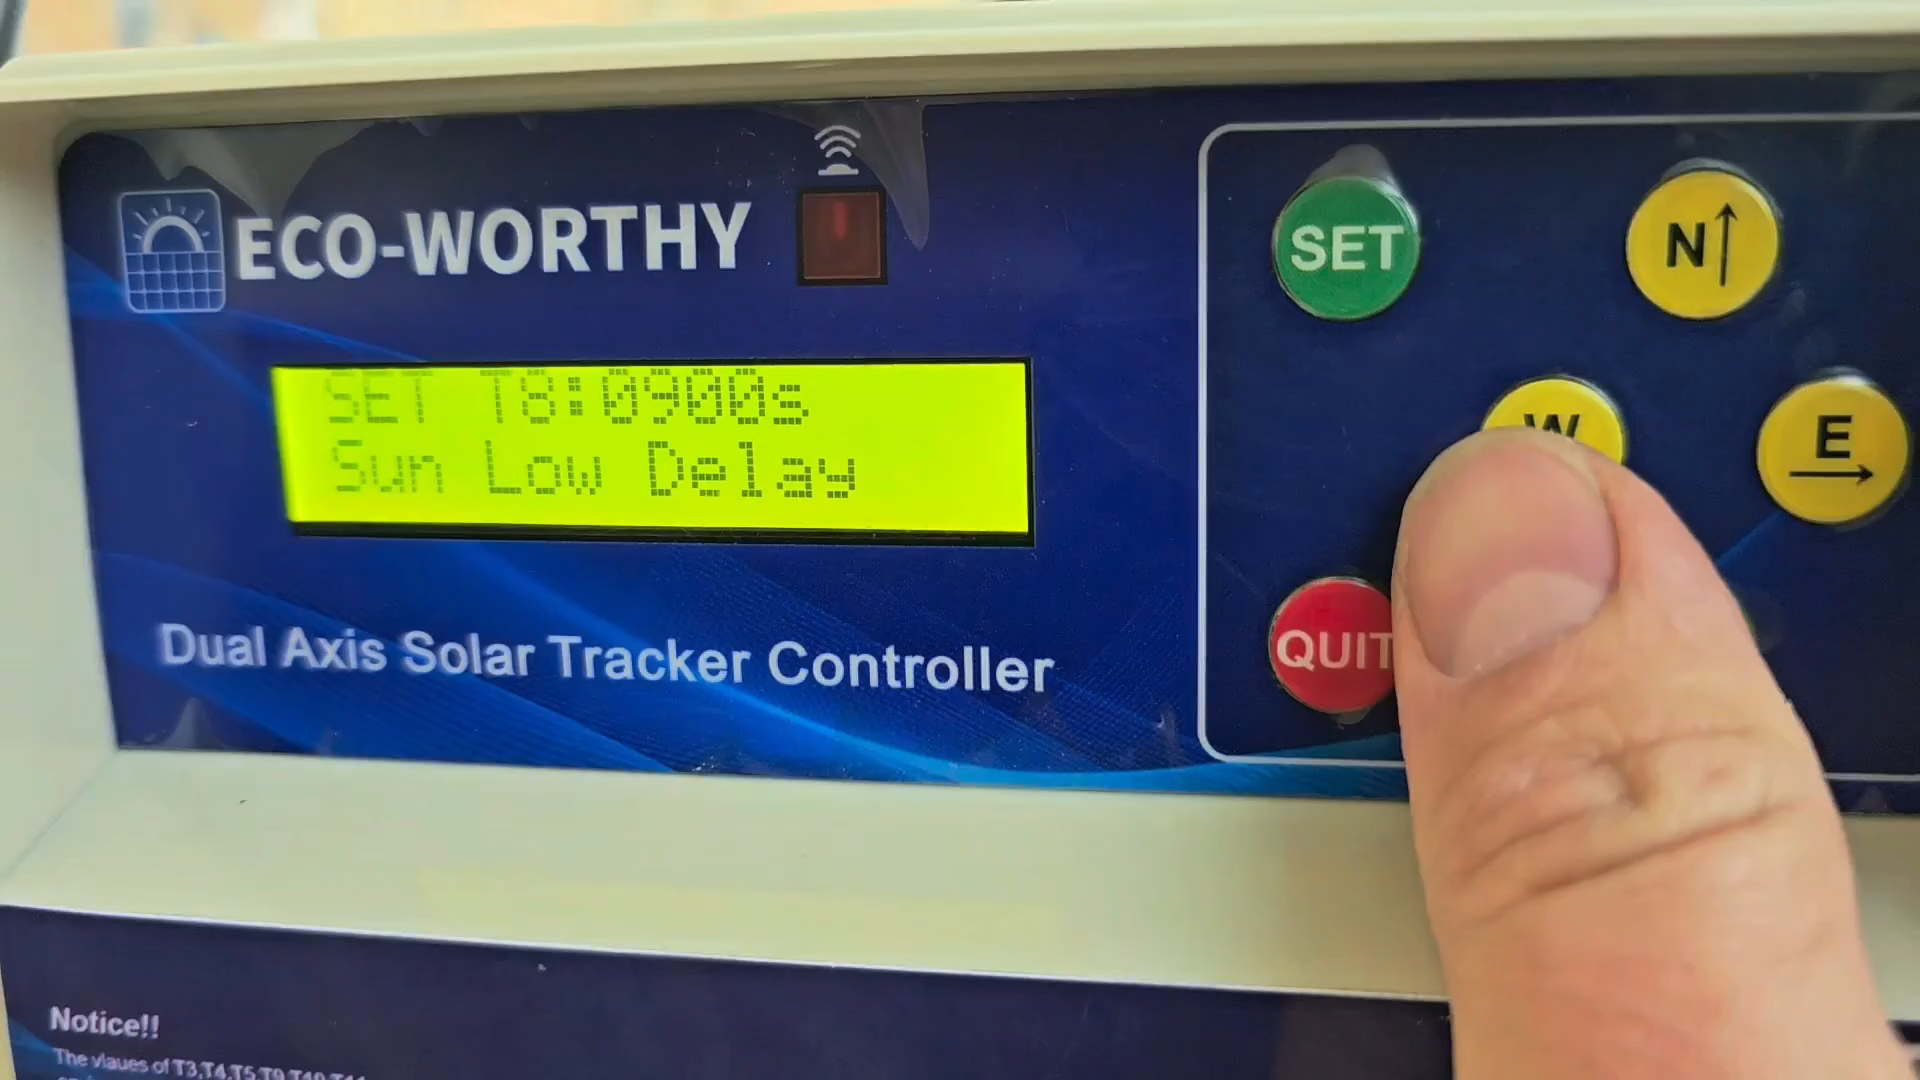 ECO-WORTHY
SET T8:0900s
Sun Low Delay
Dual Axis Solar Tracker Controller
SET
N
W
E
QUIT
Notice!!
The vlaues of T3,T4,T5,T9,T10,T11